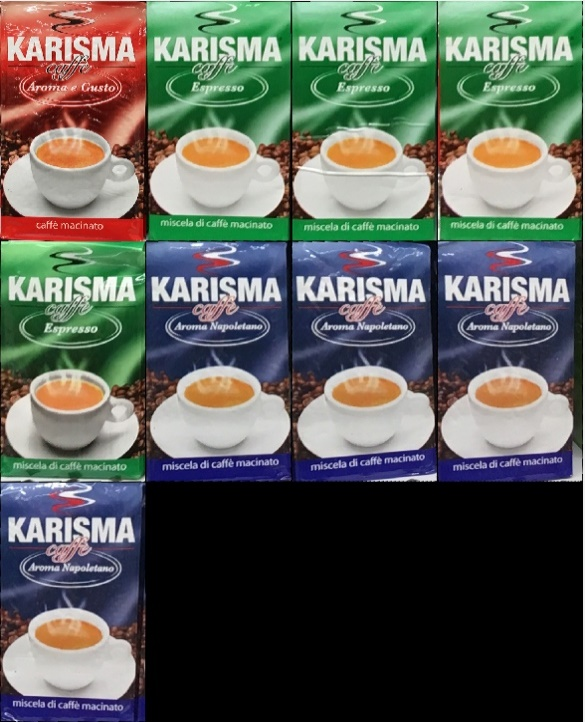 KARISMA
caffè
Aroma e Gusto
caffè macinato
KARISMA
caffè
Espresso
miscela di caffè macinato
KARISMA
caffè
Espresso
miscela di caffè macinato
KARISMA
caffè
Espresso
miscela di caffè macinato
KARISMA
caffè
Espresso
miscela di caffè macinato
KARISMA
caffè
Aroma Napoletano
miscela di caffè macinato
KARISMA
caffè
Aroma Napoletano
miscela di caffè macinato
KARISMA
caffè
Aroma Napoletano
miscela di caffè macinato
KARISMA
caffè
Aroma Napoletano
miscela di caffè macinato